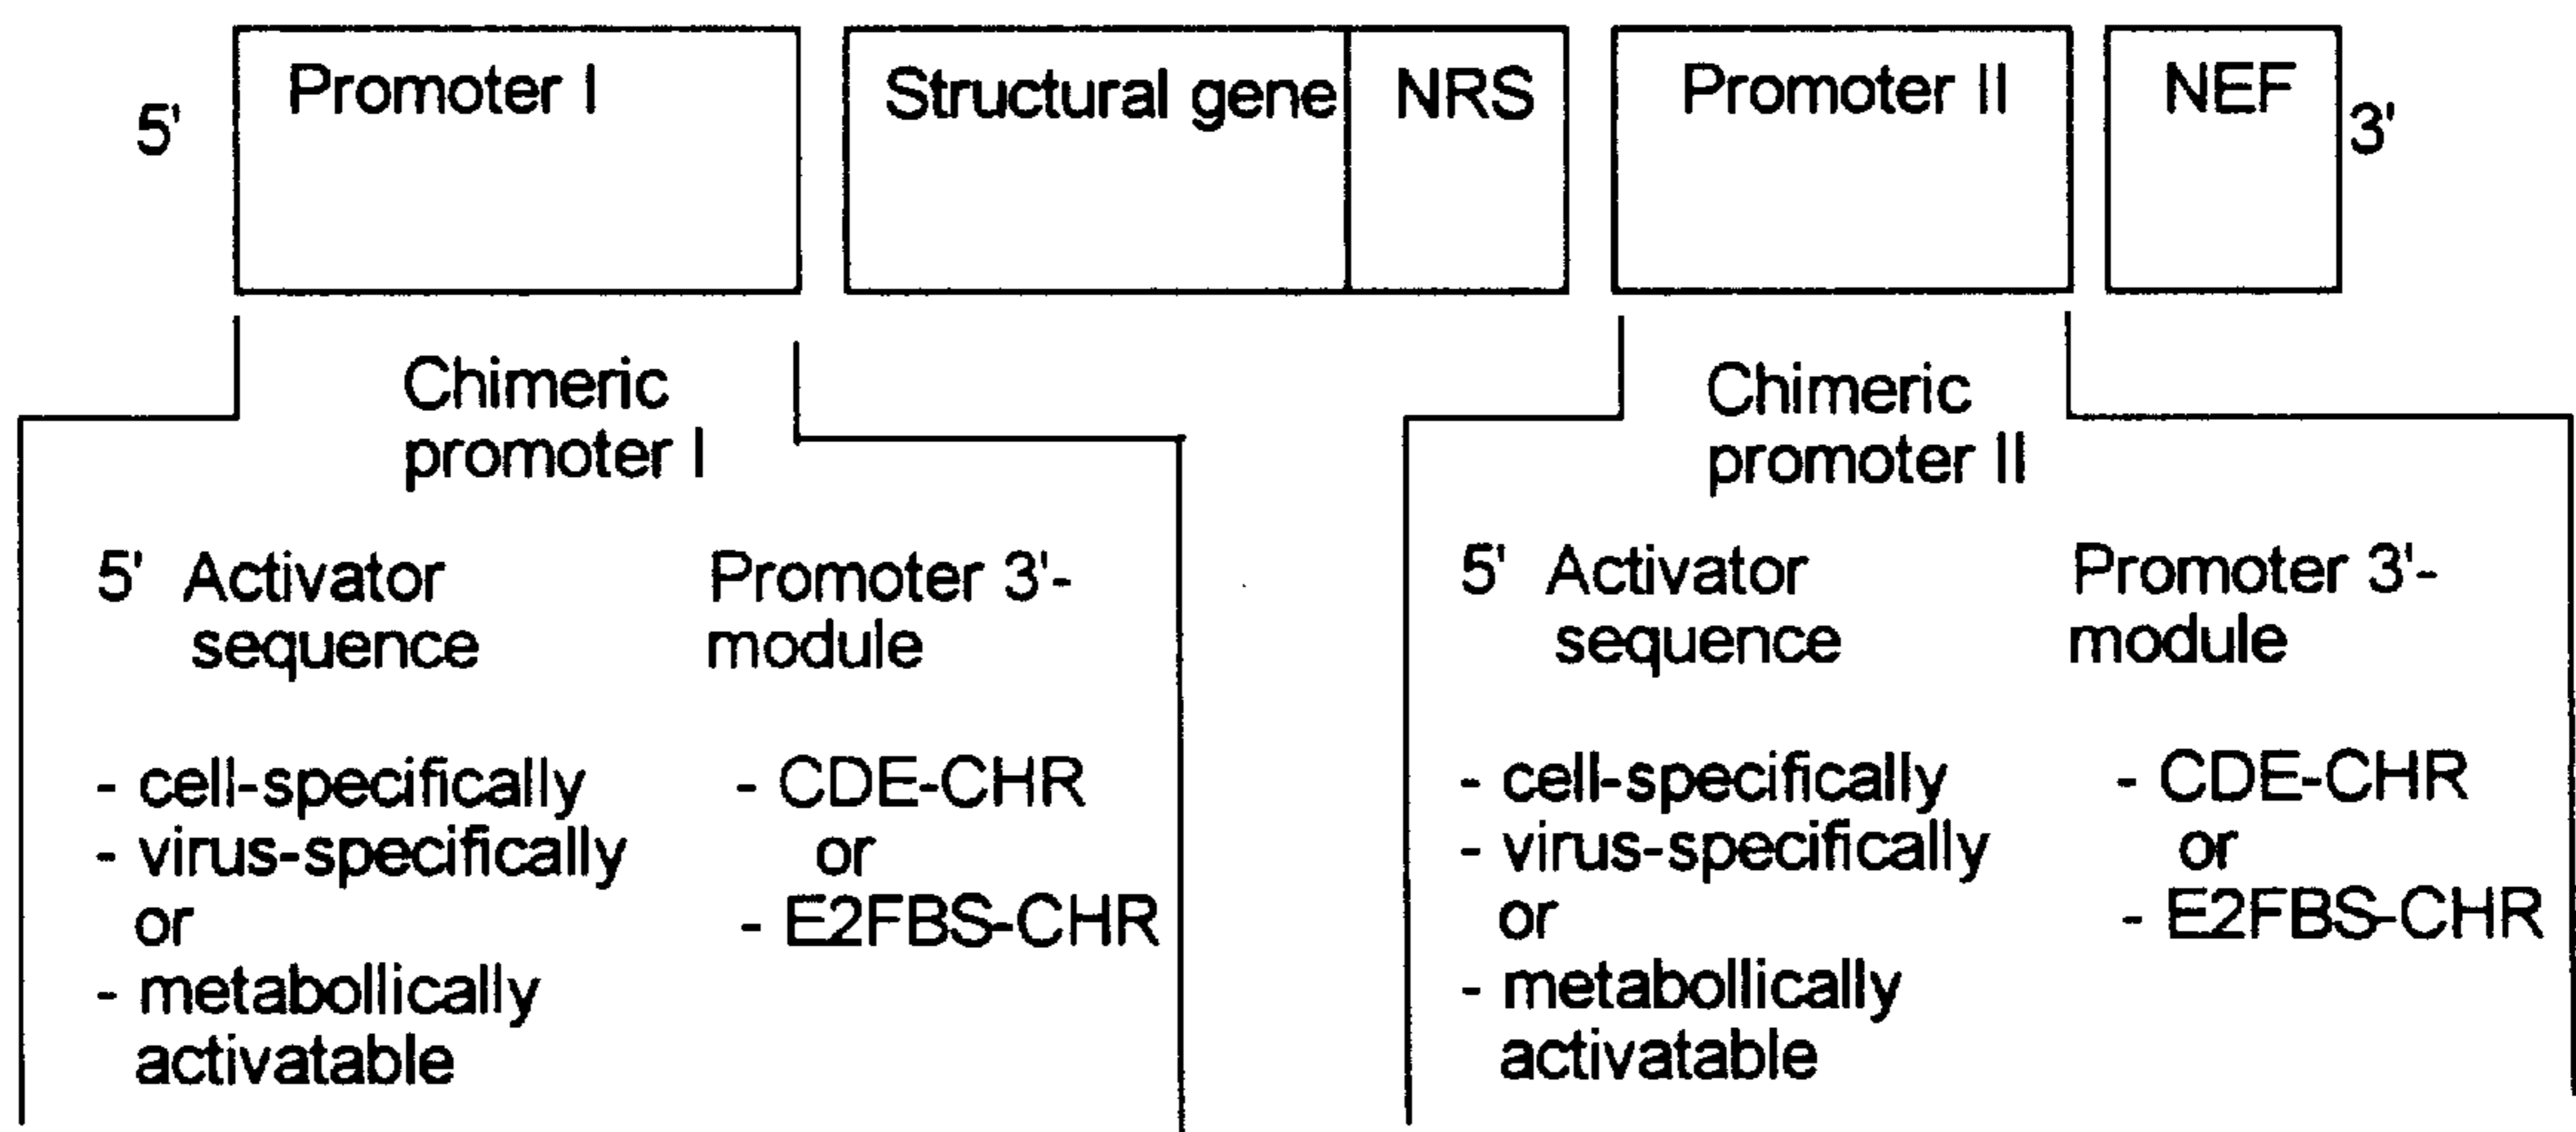 5' Promoter I Structural gene NRS Promoter II NEF 3'
Chimeric
promoter I
5' Activator Promoter 3'-
sequence module
- cell-specifically - CDE-CHR
- virus-specifically or
or - E2FBS-CHR
- metabollically
activatable
Chimeric
promoter II
5' Activator Promoter 3'-
sequence module
- cell-specifically - CDE-CHR
- virus-specifically or
or - E2FBS-CHR
- metabollically
activatable